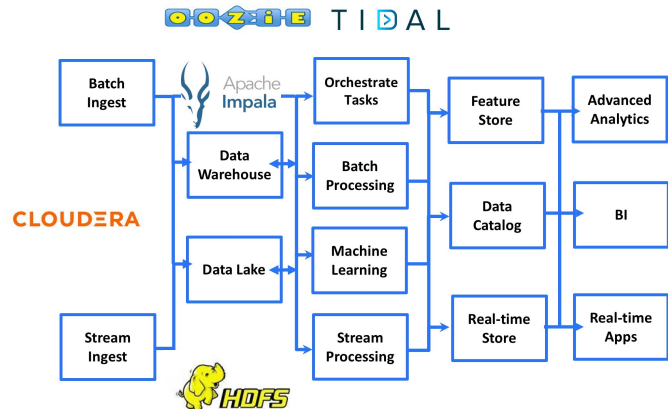 OOZIE TIDAL
Batch
Ingest
Apache
Impala
Orchestrate
Tasks
Feature
Store
Advanced
Analytics
Data
Warehouse
Batch
Processing
CLOUDERA
Data
Catalog
BI
Data Lake
Machine
Learning
Stream
Ingest
Stream
Processing
Real-time
Store
Real-time
Apps
HDFS